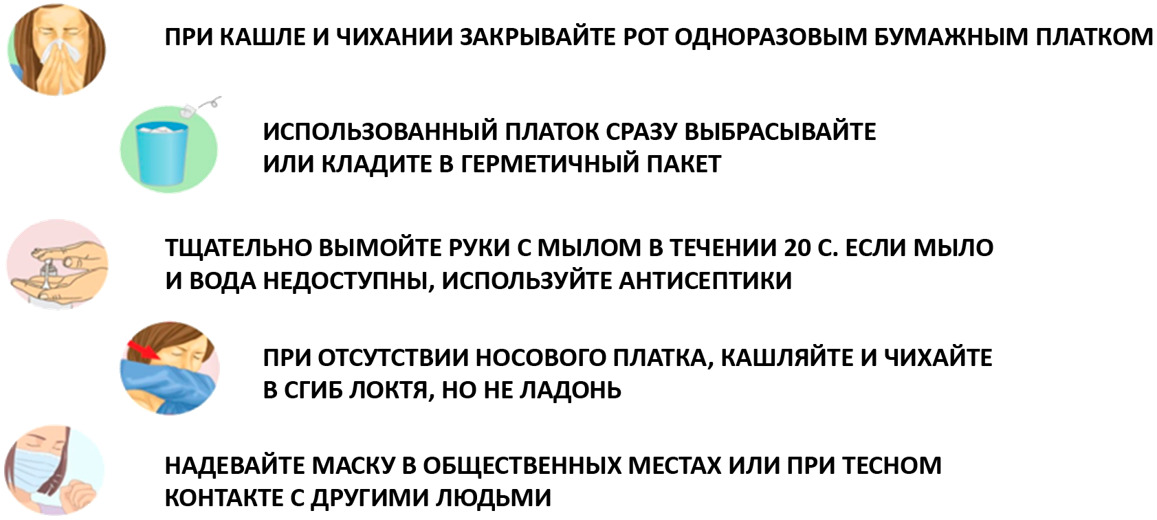 ПРИ КАШЛЕ И ЧИХАНИИ ЗАКРЫВАЙТЕ РОТ ОДНОРАЗОВЫМ БУМАЖНЫМ ПЛАТКОМ
ИСПОЛЬЗОВАННЫЙ ПЛАТОК СРАЗУ ВЫБРАСЫВАЙТЕ
ИЛИ КЛАДИТЕ В ГЕРМЕТИЧНЫЙ ПАКЕТ
ТЩАТЕЛЬНО ВЫМОЙТЕ РУКИ С МЫЛОМ В ТЕЧЕНИИ 20 С. ЕСЛИ МЫЛО
И ВОДА НЕДОСТУПНЫ, ИСПОЛЬЗУЙТЕ АНТИСЕПТИКИ
ПРИ ОТСУТСТВИИ НОСОВОГО ПЛАТКА, КАШЛЯЙТЕ И ЧИХАЙТЕ
В СГИБ ЛОКТЯ, НО НЕ ЛАДОНЬ
НАДЕВАЙТЕ МАСКУ В ОБЩЕСТВЕННЫХ МЕСТАХ ИЛИ ПРИ ТЕСНОМ
КОНТАКТЕ С ДРУГИМИ ЛЮДЬМИ